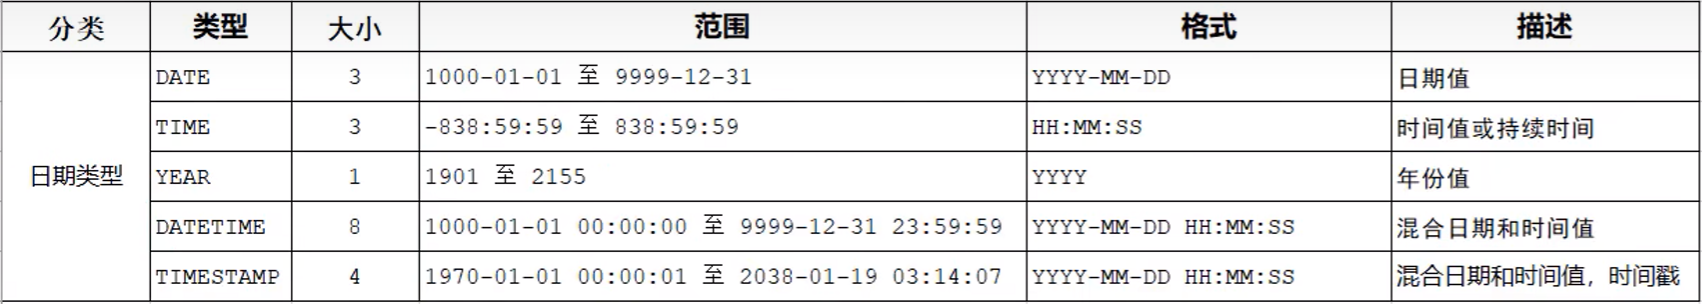 分类 类型 大小 范围 格式 描述
DATE 3 1000-01-01 至 9999-12-31 YYYY-MM-DD 日期值
TIME 3 -838:59:59 至 838:59:59 HH:MM:SS 时间值或持续时间
日期类型 YEAR 1 1901 至 2155 YYYY 年份值
DATETIME 8 1000-01-01 00:00:00 至 9999-12-31 23:59:59 YYYY-MM-DD HH:MM:SS 混合日期和时间值
TIMESTAMP 4 1970-01-01 00:00:01 至 2038-01-19 03:14:07 YYYY-MM-DD HH:MM:SS 混合日期和时间值，时间戳